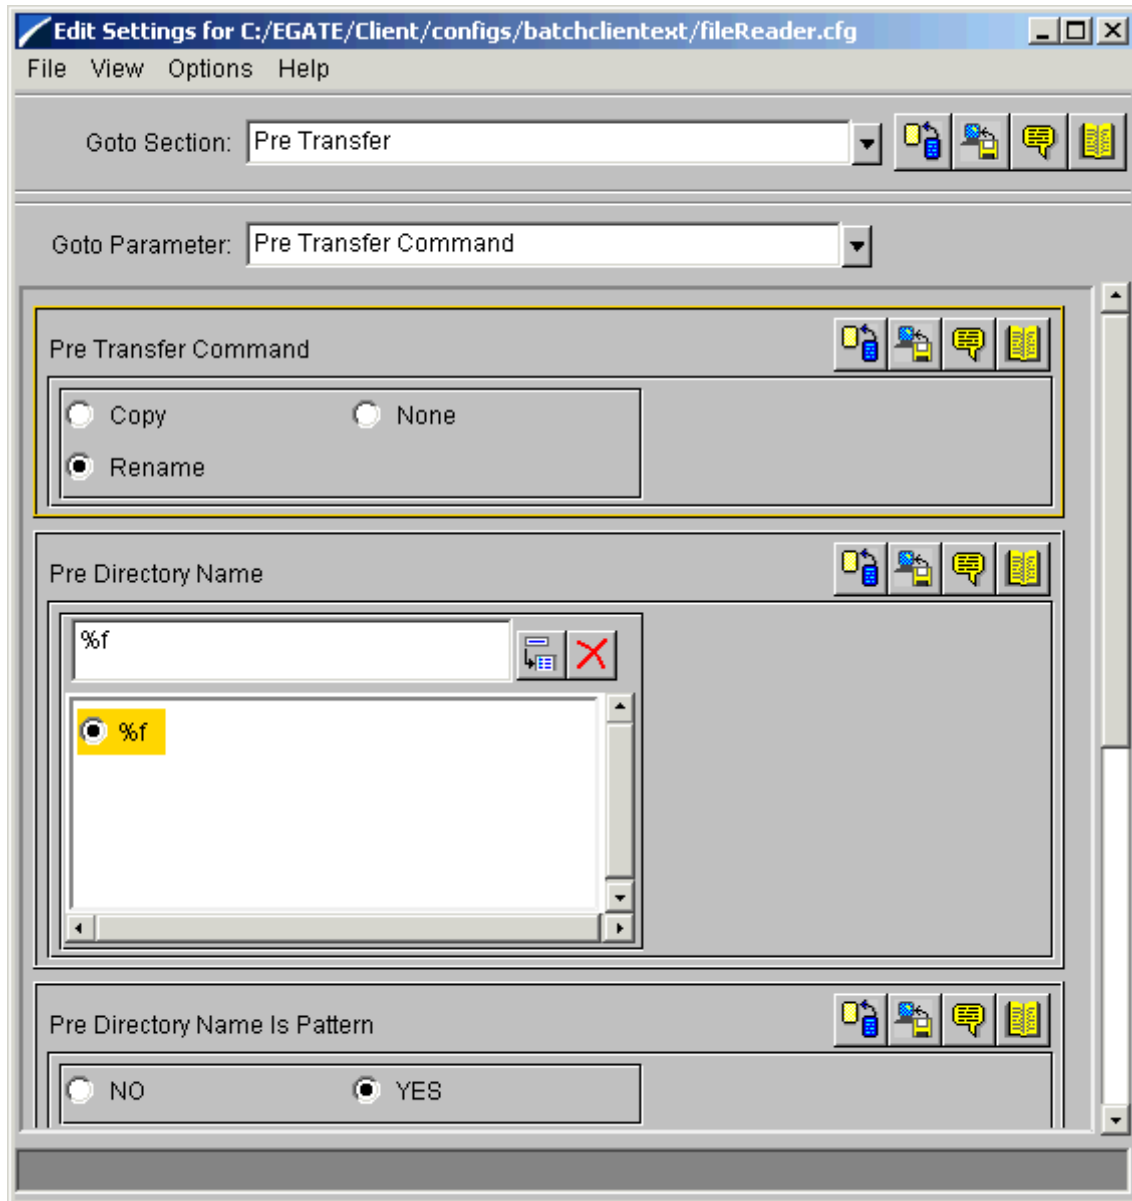 Edit Settings for C:/EGATE/Client/configs/batchclientext/fileReader.cfg
File View Options Help
Goto Section: Pre Transfer
Goto Parameter: Pre Transfer Command
Pre Transfer Command
Copy None
Rename
Pre Directory Name
%f
%f
Pre Directory Name Is Pattern
NO YES